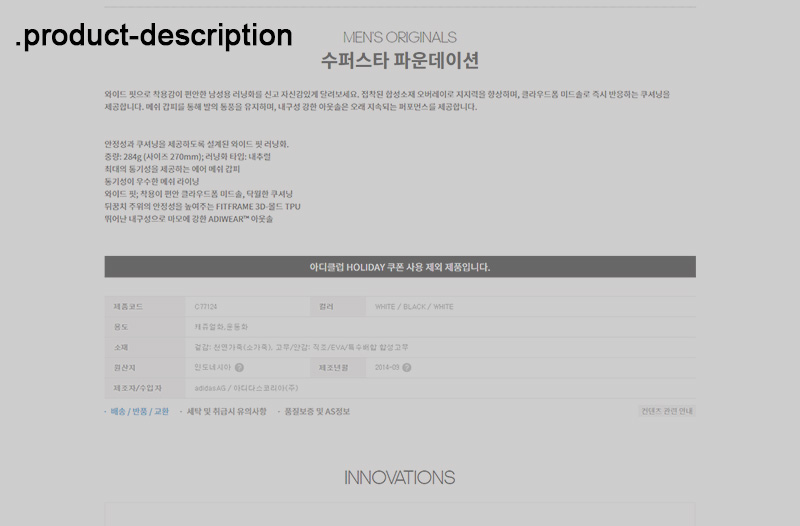 .product-description
MEN'S ORIGINALS
수퍼스타 파운데이션
와이드 핏으로 착용감이 편안한 남성용 러닝화를 신고 자신감있게 달려보세요. 접착된 합성소재 오버레이로 지지력을 향상하며, 클라우드폼 미드솔로 즉시 반응하는 쿠셔닝을
제공합니다. 메쉬 갑피를 통해 발의 통풍을 유지하며, 내구성 강한 아웃솔은 오래 지속되는 퍼포먼스를 제공합니다.
안정성과 쿠셔닝을 제공하도록 설계된 와이드 핏 러닝화.
중량: 284g (사이즈 270mm); 러닝화 타입: 내추럴
최대의 통기성을 제공하는 에어 메쉬 갑피
통기성이 우수한 메쉬 라이닝
와이드 핏; 착용이 편안 클라우드폼 미드솔, 탁월한 쿠셔닝
뒤꿈치 주위의 안정성을 높여주는 FITFRAME 3D-몰드 TPU
뛰어난 내구성으로 마모에 강한 ADIWEAR™ 아웃솔
아디클럽 HOLIDAY 쿠폰 사용 제외 제품입니다.
제품코드 C77124 컬러 WHITE / BLACK / WHITE
용도 캐쥬얼화,운동화
소재 겉감: 천연가죽(소가죽), 고무/안감: 직조/EVA/특수배합 합성고무
원산지 인도네시아 ? 제조년월 2014-09 ?
제조자/수입자 adidasAG / 아디다스코리아(주)
· 배송 / 반품 / 교환 · 세탁 및 취급시 유의사항 · 품질보증 및 AS정보 컨텐츠 관련 안내
INNOVATIONS